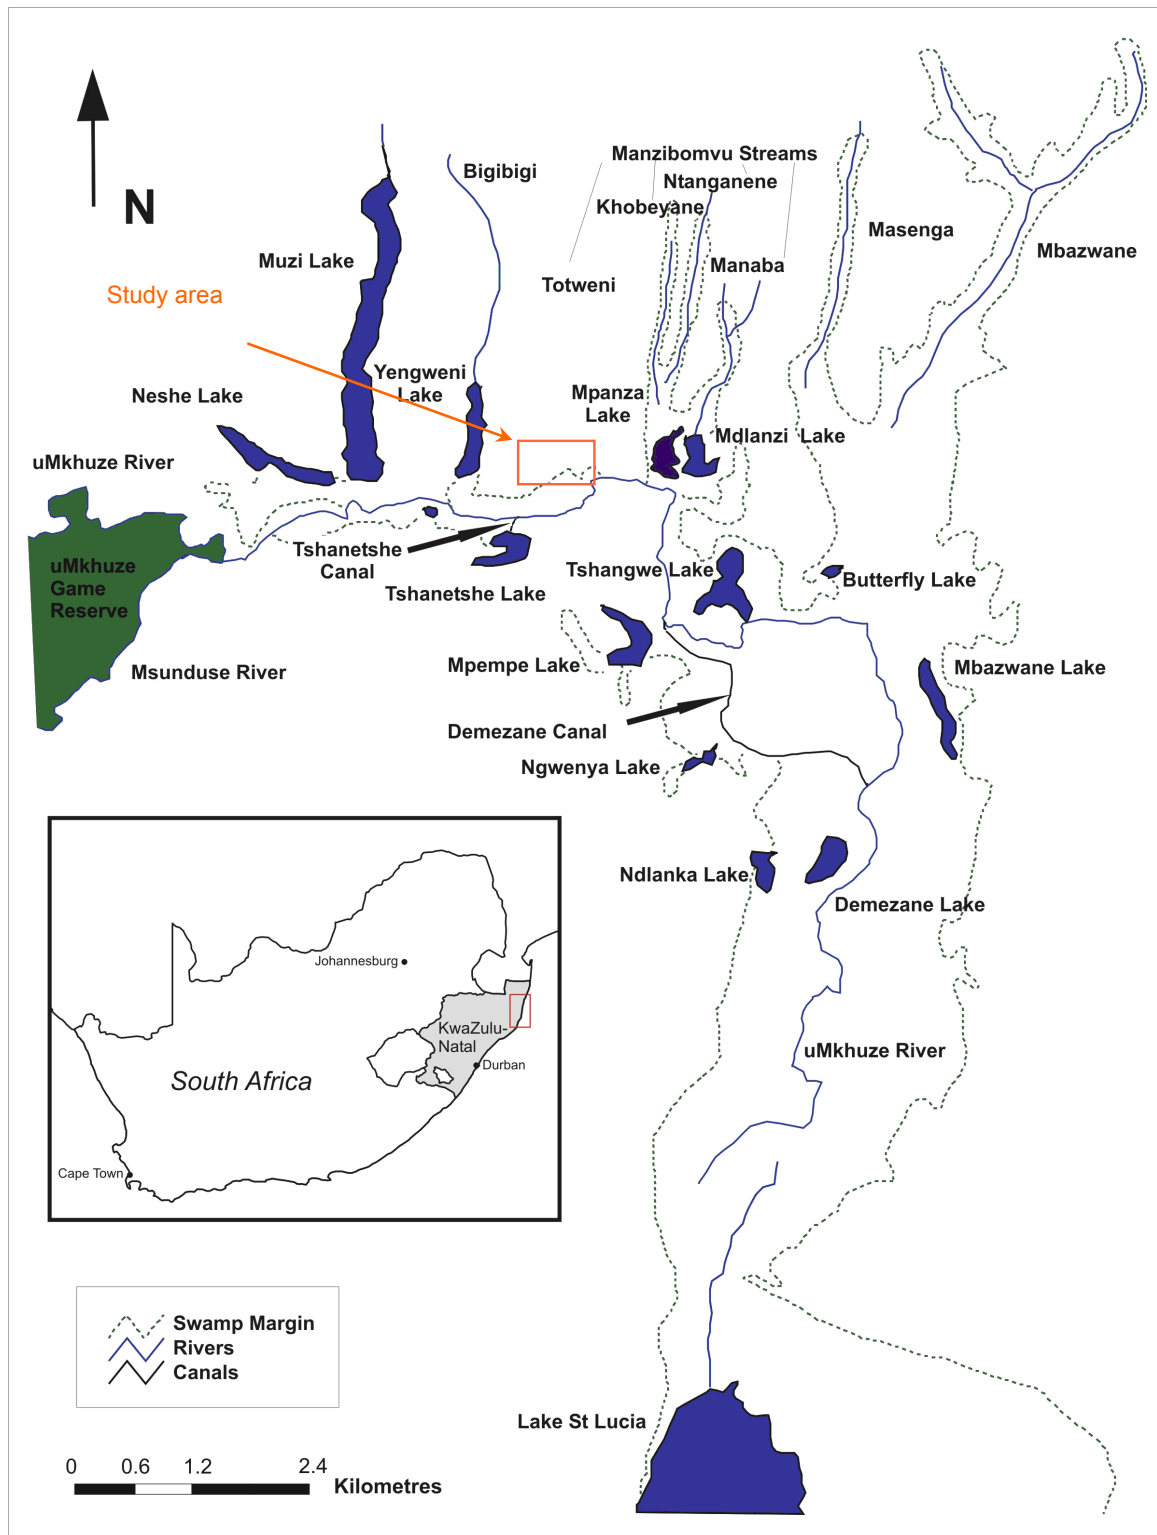 Manzibomvu Streams
Bigibigi
Ntanganene
Khobeyane
N
Masenga
Mbazwane
Muzi Lake
Manaba
Totweni
Study area
Yengweni
Lake
Mpanza
Lake
Neshe Lake
Mdlanzi Lake
uMkhuze River
Tshanetshe
Canal
uMkhuze
Game
Reserve
Tshangwe Lake
Butterfly Lake
Tshanetshe Lake
Mpempe Lake
Mbazwane Lake
Msunduse River
Demezane Canal
Ngwenya Lake
Ndlanka Lake
Demezane Lake
Johannesburg
KwaZulu-
Natal
uMkhuze River
Durban
South Africa
Cape Town
Swamp Margin
Rivers
Canals
Lake St Lucia
0 0.6 1.2 2.4
Kilometres